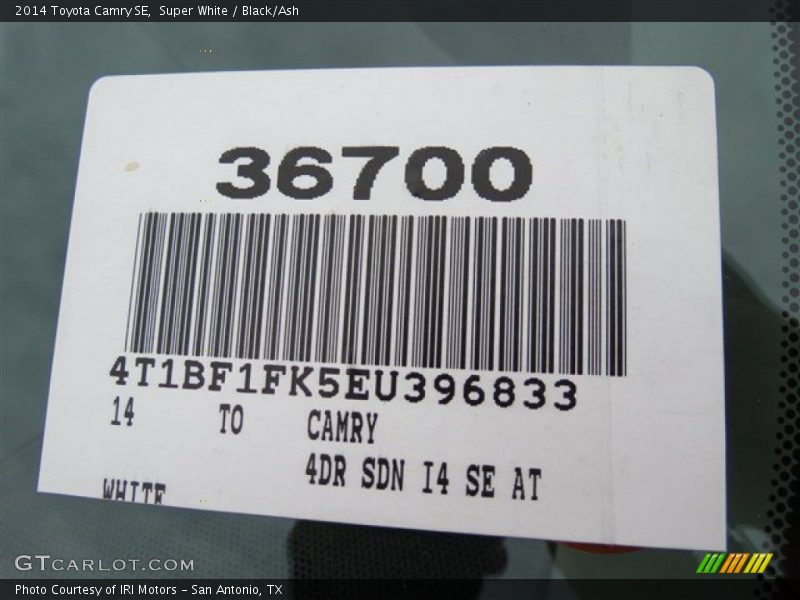 2014 Toyota Camry SE, Super White / Black/Ash
36700
4T1BF1FK5EU396833
14 TO CAMRY
4DR SDN I4 SE AT
WHITE
GTCARLOT.COM
Photo Courtesy of IRI Motors - San Antonio, TX